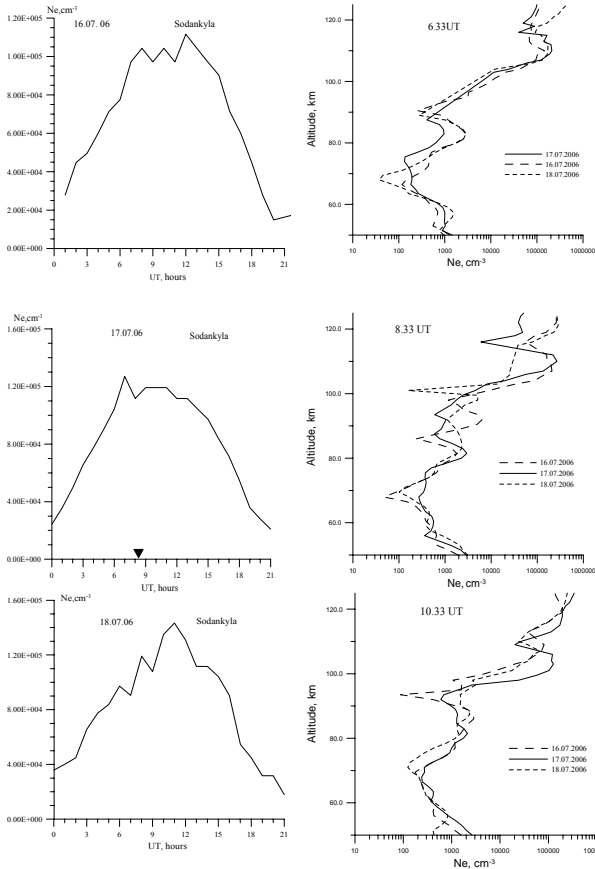 Ne,cm-3
16.07. 06 Sodankyla
1.20E+005
1.00E+005
8.00E+004
6.00E+004
4.00E+004
2.00E+004
0.00E+000
0 3 6 9 12 15 18 21
UT, hours
6.33UT
120.0
100.0
80.0
60.0
Altitude, km
17.07.2006
16.07.2006
18.07.2006
10 100 1000 10000 100000 1000000
Ne, cm-3
Ne,cm-3
17.07.06 Sodankyla
1.60E+005
1.20E+005
8.00E+004
4.00E+004
0.00E+000
0 3 6 9 12 15 18 21
UT, hours
8.33 UT
120.0
100.0
80.0
60.0
Altitude, km
16.07.2006
17.07.2006
18.07.2006
10 100 1000 10000 100000 1000000
Ne, cm-3
Ne,cm-3
18.07.06 Sodankyla
1.60E+005
1.20E+005
8.00E+004
4.00E+004
0.00E+000
0 3 6 9 12 15 18 21
UT, hours
10.33 UT
120.0
100.0
80.0
60.0
Altitude, km
16.07.2006
17.07.2006
18.07.2006
10 100 1000 10000 100000
Ne, cm-3